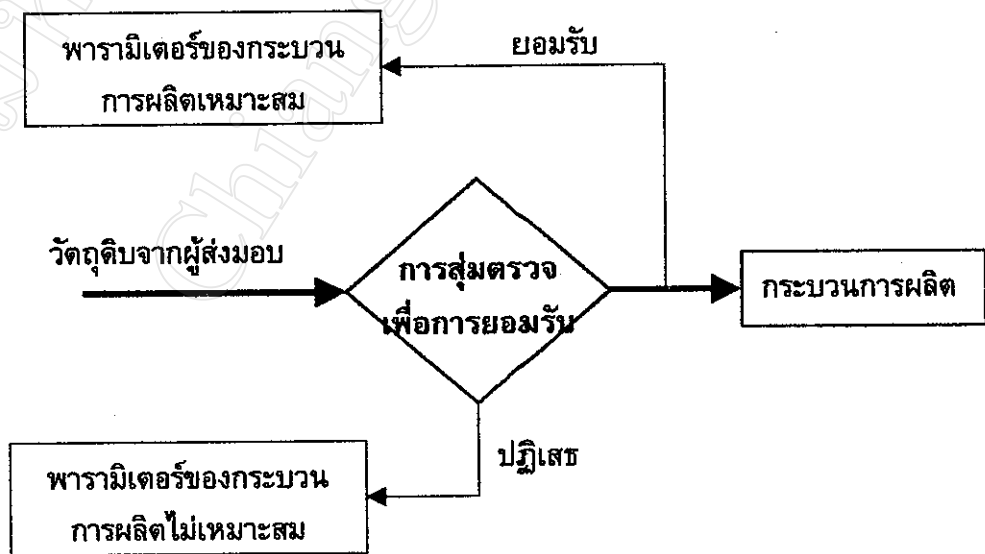 พารามิเตอร์ของกระบวน
การผลิตเหมาะสม
ยอมรับ
วัตถุดิบจากผู้ส่งมอบ
การสุ่มตรวจ
เพื่อการยอมรับ
กระบวนการผลิต
ปฏิเสธ
พารามิเตอร์ของกระบวน
การผลิตไม่เหมาะสม
Chiang